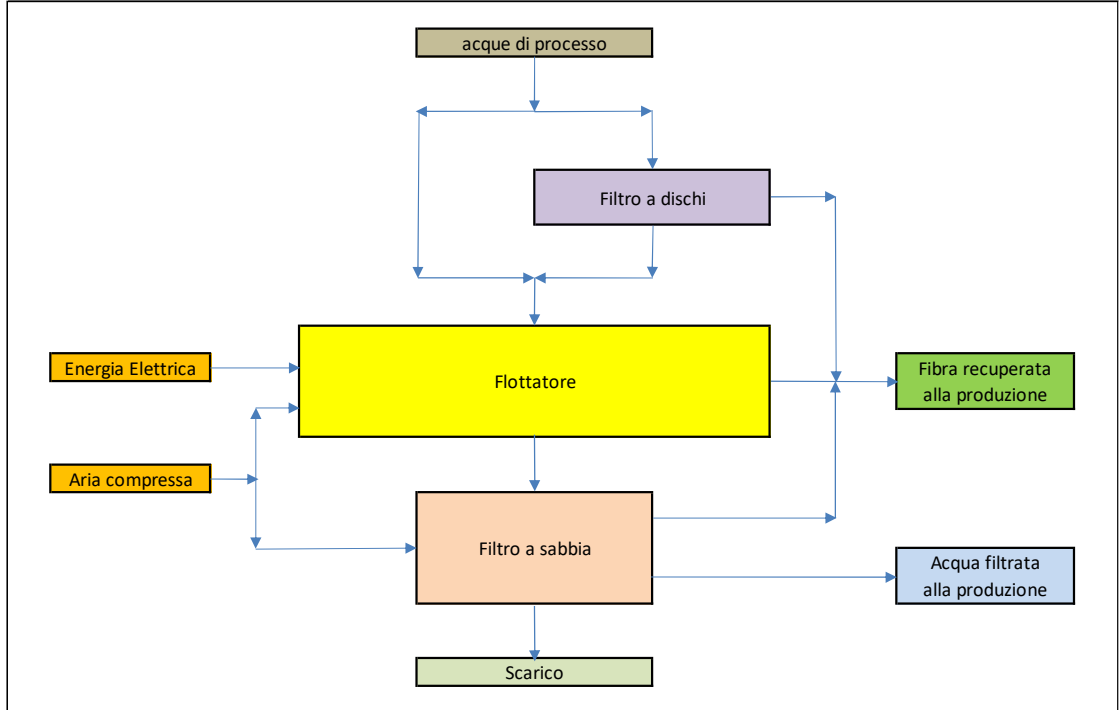 acque di processo
Filtro a dischi
Energia Elettrica
Flottatore
Fibra recuperata
alla produzione
Aria compressa
Filtro a sabbia
Acqua filtrata
alla produzione
Scarico